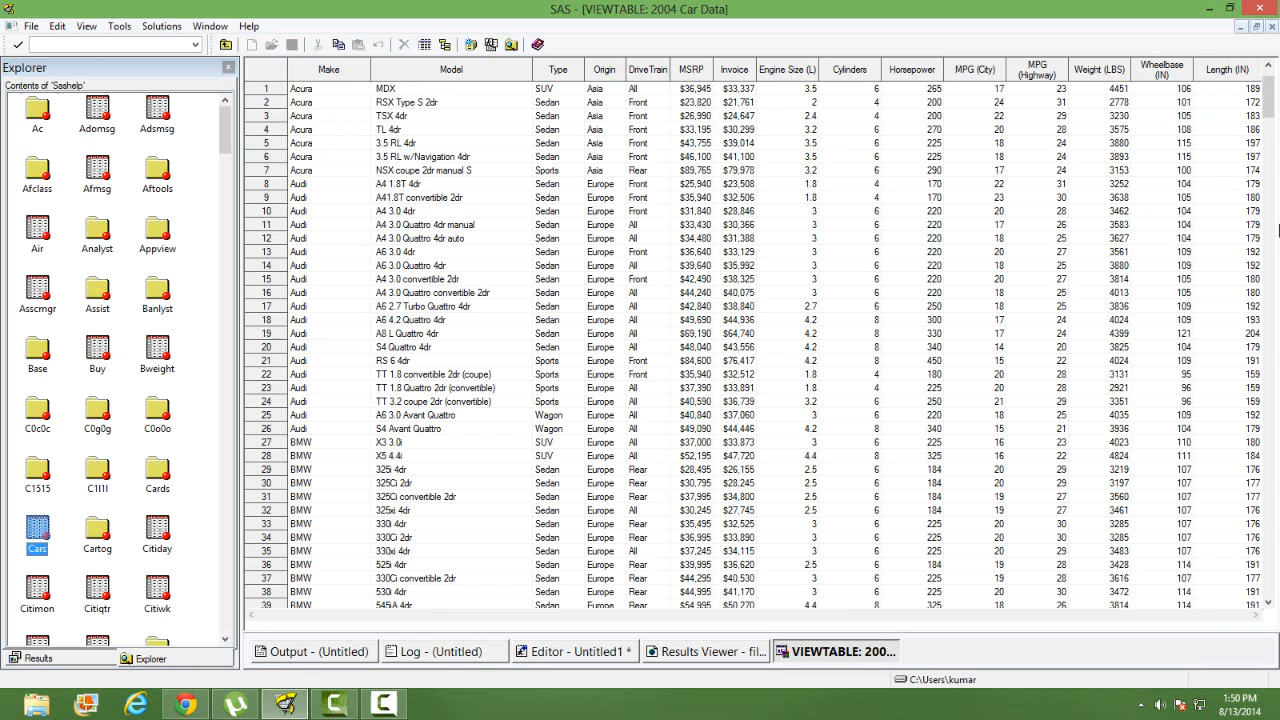 SAS - [VIEWTABLE: 2004 Car Data]
File Edit View Tools Solutions Window Help
Explorer
Contents of 'Sashelp'
Ac Adomsg Adsmsg
Afclass Afmsg Aftools
Air Analyst Appview
Asscmgr Assist Banlyst
Base Buy Bweight
C0c0c C0g0g C0o0o
C1515 C1l1l Cards
Cars Cartog Citiday
Citimon Citiqtr Citiwk
Results Explorer
Make Model Type Origin DriveTrain MSRP Invoice Engine Size (L) Cylinders Horsepower MPG (City) MPG (Highway) Weight (LBS) Wheelbase (IN) Length (IN)
1 Acura MDX SUV Asia All $36,945 $33,337 3.5 6 265 17 23 4451 106 189
2 Acura RSX Type S 2dr Sedan Asia Front $23,820 $21,761 2 4 200 24 31 2778 101 172
3 Acura TSX 4dr Sedan Asia Front $26,990 $24,647 2.4 4 200 22 29 3230 105 183
4 Acura TL 4dr Sedan Asia Front $33,195 $30,299 3.2 6 270 20 28 3575 108 186
5 Acura 3.5 RL 4dr Sedan Asia Front $43,755 $39,014 3.5 6 225 18 24 3880 115 197
6 Acura 3.5 RL w/Navigation 4dr Sedan Asia Front $46,100 $41,100 3.5 6 225 18 24 3893 115 197
7 Acura NSX coupe 2dr manual S Sports Asia Rear $89,765 $79,978 3.2 6 290 17 24 3153 100 174
8 Audi A4 1.8T 4dr Sedan Europe Front $25,940 $23,508 1.8 4 170 22 31 3252 104 179
9 Audi A41.8T convertible 2dr Sedan Europe Front $35,940 $32,506 1.8 4 170 23 30 3638 105 180
10 Audi A4 3.0 4dr Sedan Europe Front $31,840 $28,846 3 6 220 20 28 3462 104 179
11 Audi A4 3.0 Quattro 4dr manual Sedan Europe All $33,430 $30,366 3 6 220 17 26 3583 104 179
12 Audi A4 3.0 Quattro 4dr auto Sedan Europe All $34,480 $31,388 3 6 220 18 25 3627 104 179
13 Audi A6 3.0 4dr Sedan Europe Front $36,640 $33,129 3 6 220 20 27 3561 109 192
14 Audi A6 3.0 Quattro 4dr Sedan Europe All $39,640 $35,992 3 6 220 18 25 3880 109 192
15 Audi A4 3.0 convertible 2dr Sedan Europe Front $42,490 $38,325 3 6 220 20 27 3814 105 180
16 Audi A4 3.0 Quattro convertible 2dr Sedan Europe All $44,240 $40,075 3 6 220 18 25 4013 105 180
17 Audi A6 2.7 Turbo Quattro 4dr Sedan Europe All $42,840 $38,840 2.7 6 250 18 25 3836 109 192
18 Audi A6 4.2 Quattro 4dr Sedan Europe All $49,690 $44,936 4.2 8 300 17 24 4024 109 193
19 Audi A8 L Quattro 4dr Sedan Europe All $69,190 $64,740 4.2 8 330 17 24 4399 121 204
20 Audi S4 Quattro 4dr Sedan Europe All $48,040 $43,556 4.2 8 340 14 20 3825 104 179
21 Audi RS 6 4dr Sports Europe Front $84,600 $76,417 4.2 8 450 15 22 4024 109 191
22 Audi TT 1.8 convertible 2dr (coupe) Sports Europe Front $35,940 $32,512 1.8 4 180 20 28 3131 95 159
23 Audi TT 1.8 Quattro 2dr (convertible) Sports Europe All $37,390 $33,891 1.8 4 225 20 28 2921 96 159
24 Audi TT 3.2 coupe 2dr (convertible) Sports Europe All $40,590 $36,739 3.2 6 250 21 29 3351 96 159
25 Audi A6 3.0 Avant Quattro Wagon Europe All $40,840 $37,060 3 6 220 18 25 4035 109 192
26 Audi S4 Avant Quattro Wagon Europe All $49,090 $44,446 4.2 8 340 15 21 3936 104 179
27 BMW X3 3.0i SUV Europe All $37,000 $33,873 3 6 225 16 23 4023 110 180
28 BMW X5 4.4i SUV Europe All $52,195 $47,720 4.4 8 325 16 22 4824 111 184
29 BMW 325i 4dr Sedan Europe Rear $28,495 $26,155 2.5 6 184 20 29 3219 107 176
30 BMW 325Ci 2dr Sedan Europe Rear $30,795 $28,245 2.5 6 184 20 29 3197 107 177
31 BMW 325Ci convertible 2dr Sedan Europe Rear $37,995 $34,800 2.5 6 184 19 27 3560 107 177
32 BMW 325xi 4dr Sedan Europe All $30,245 $27,745 2.5 6 184 19 27 3461 107 176
33 BMW 330i 4dr Sedan Europe Rear $35,495 $32,525 3 6 225 20 30 3285 107 176
34 BMW 330Ci 2dr Sedan Europe Rear $36,995 $33,890 3 6 225 20 30 3285 107 176
35 BMW 330xi 4dr Sedan Europe All $37,245 $34,115 3 6 225 20 29 3483 107 176
36 BMW 525i 4dr Sedan Europe Rear $39,995 $36,620 2.5 6 184 19 28 3428 114 191
37 BMW 330Ci convertible 2dr Sedan Europe Rear $44,295 $40,530 3 6 225 19 28 3616 107 177
38 BMW 530i 4dr Sedan Europe Rear $44,995 $41,170 3 6 225 20 30 3472 114 191
39 BMW 545iA 4dr Sedan Europe Rear $54,995 $50,270 4.4 8 325 18 26 3814 114 191
Output - (Untitled) Log - (Untitled) Editor - Untitled1 * Results Viewer - fil... VIEWTABLE: 200...
C:\Users\kumar
1:50 PM
8/13/2014